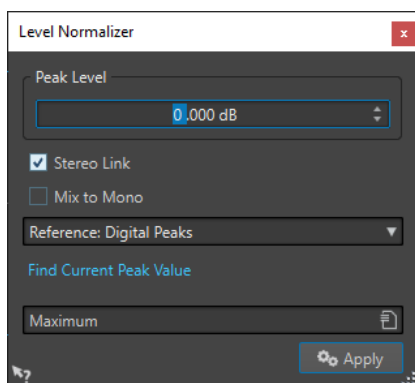 Level Normalizer
x
Peak Level
0.000 dB
Stereo Link
Mix to Mono
Reference: Digital Peaks
Find Current Peak Value
Maximum
Apply
?